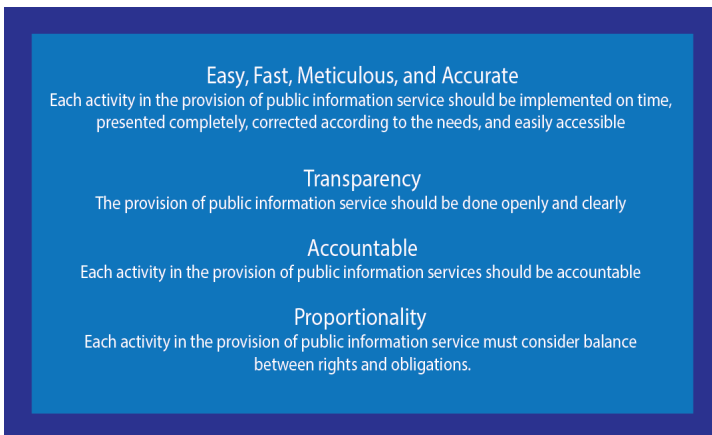 Easy, Fast, Meticulous, and Accurate
Each activity in the provision of public information service should be implemented on time,
presented completely, corrected according to the needs, and easily accessible
Transparency
The provision of public information service should be done openly and clearly
Accountable
Each activity in the provision of public information services should be accountable
Proportionality
Each activity in the provision of public information service must consider balance
between rights and obligations.